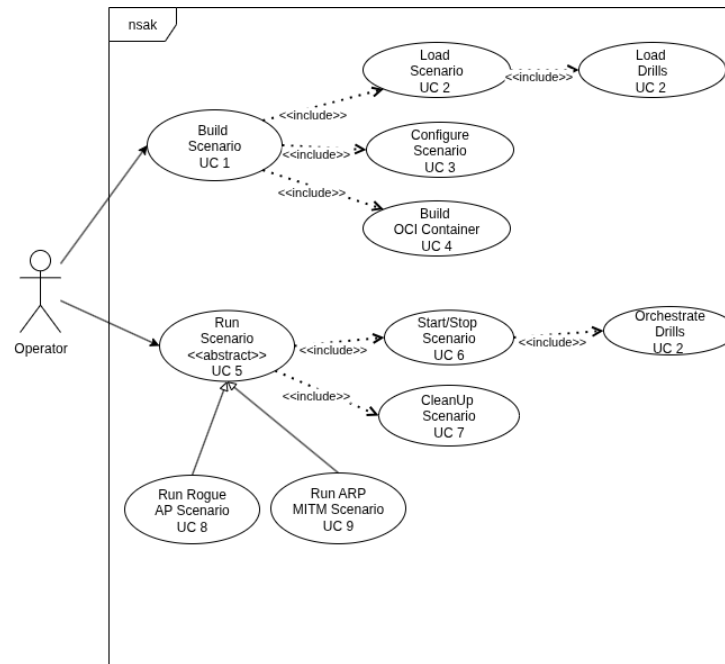 nsak
Load
Scenario
UC 2
<<include>>
Load
Drills
UC 2
<<include>>
Build
Scenario
UC 1
<<include>>
Configure
Scenario
UC 3
<<include>>
Build
OCI Container
UC 4
Operator
Run
Scenario
<<abstract>>
UC 5
<<include>>
Start/Stop
Scenario
UC 6
<<include>>
Orchestrate
Drills
UC 2
<<include>>
CleanUp
Scenario
UC 7
Run Rogue
AP Scenario
UC 8
Run ARP
MITM Scenario
UC 9